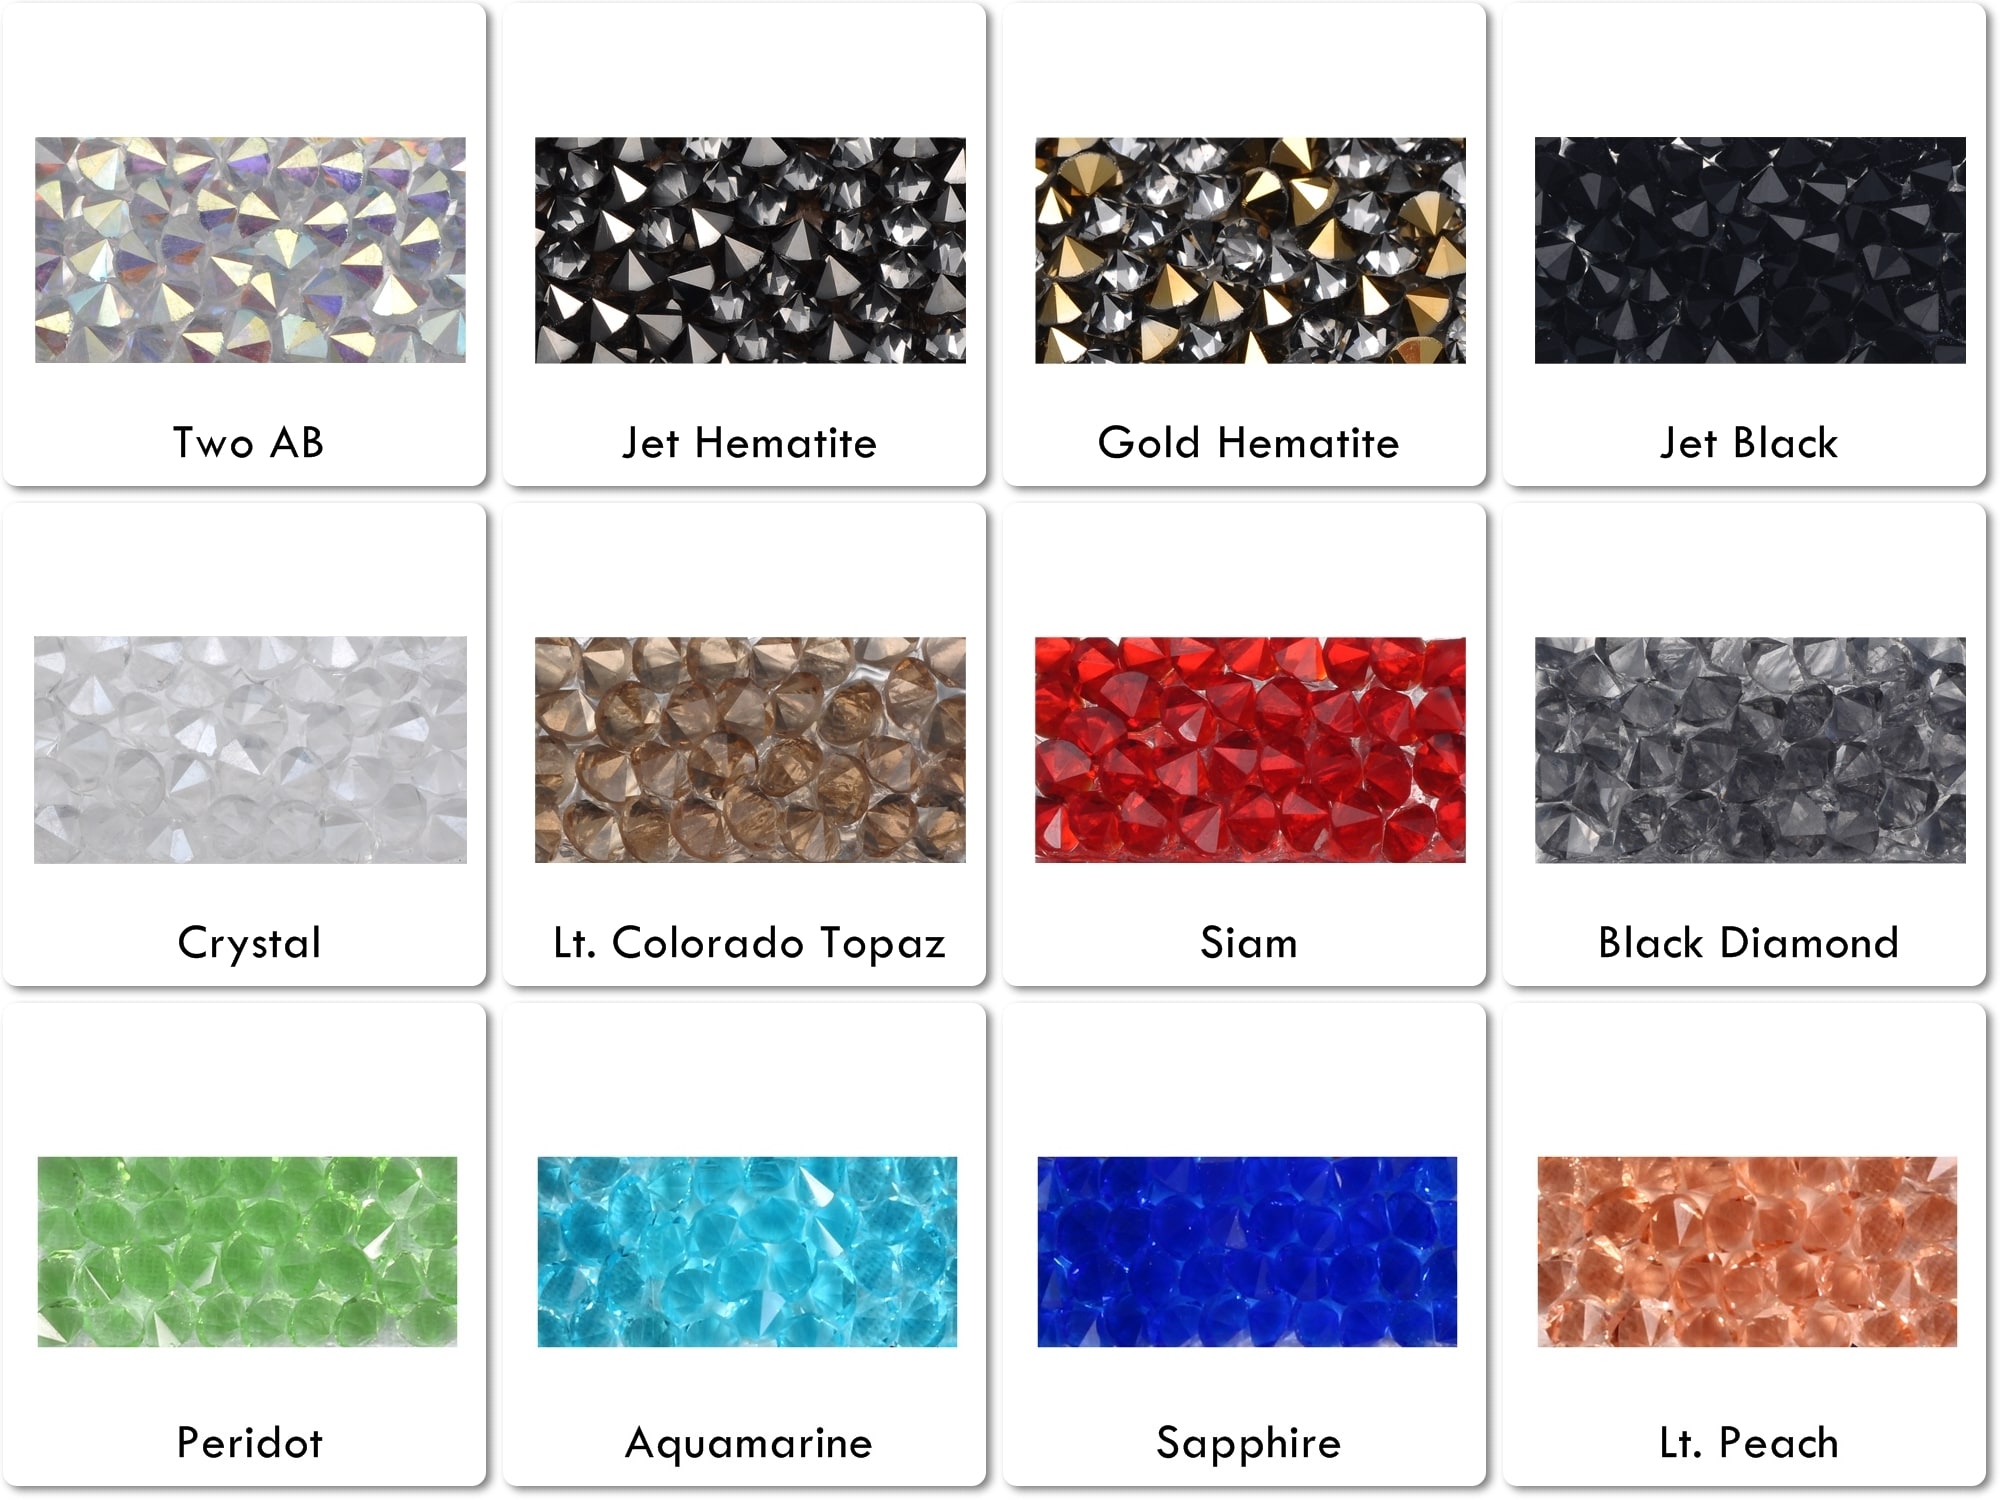 Two AB
Jet Hematite
Gold Hematite
Jet Black
Crystal
Lt. Colorado Topaz
Siam
Black Diamond
Peridot
Aquamarine
Sapphire
Lt. Peach